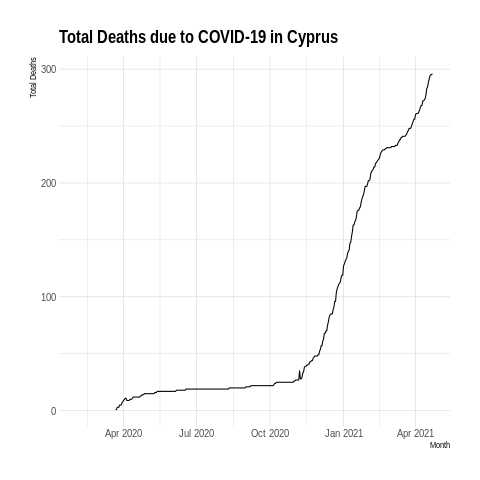 Total Deaths due to COVID-19 in Cyprus
Total Deaths
300
200
100
0
Apr 2020 Jul 2020 Oct 2020 Jan 2021 Apr 2021
Month